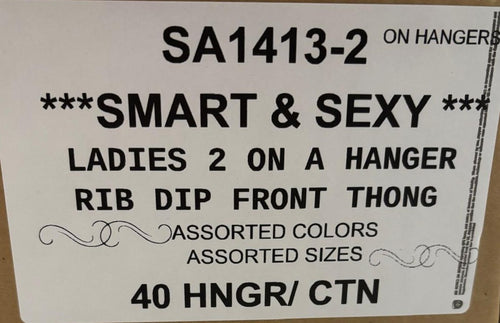 SA1413-2 ON HANGERS
***SMART & SEXY ***
LADIES 2 ON A HANGER
RIB DIP FRONT THONG
ASSORTED COLORS
ASSORTED SIZES
40 HNGR/ CTN